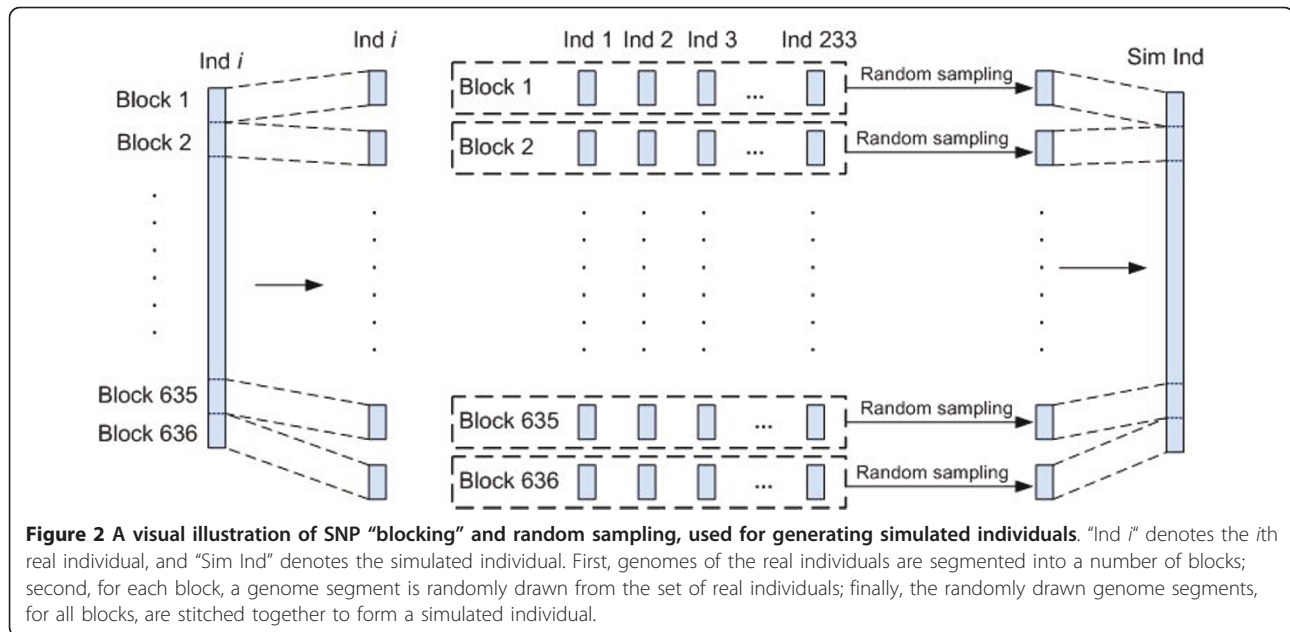 Ind i
Ind i
Ind 1 Ind 2 Ind 3 Ind 233
Sim Ind
Block 1
Block 2
Block 635
Block 636
Block 1 ... Random sampling
Block 2 ... Random sampling
Block 635 ... Random sampling
Block 636 ... Random sampling
Figure 2 A visual illustration of SNP “blocking” and random sampling, used for generating simulated individuals. “Ind i“ denotes the ith
real individual, and “Sim Ind” denotes the simulated individual. First, genomes of the real individuals are segmented into a number of blocks;
second, for each block, a genome segment is randomly drawn from the set of real individuals; finally, the randomly drawn genome segments,
for all blocks, are stitched together to form a simulated individual.